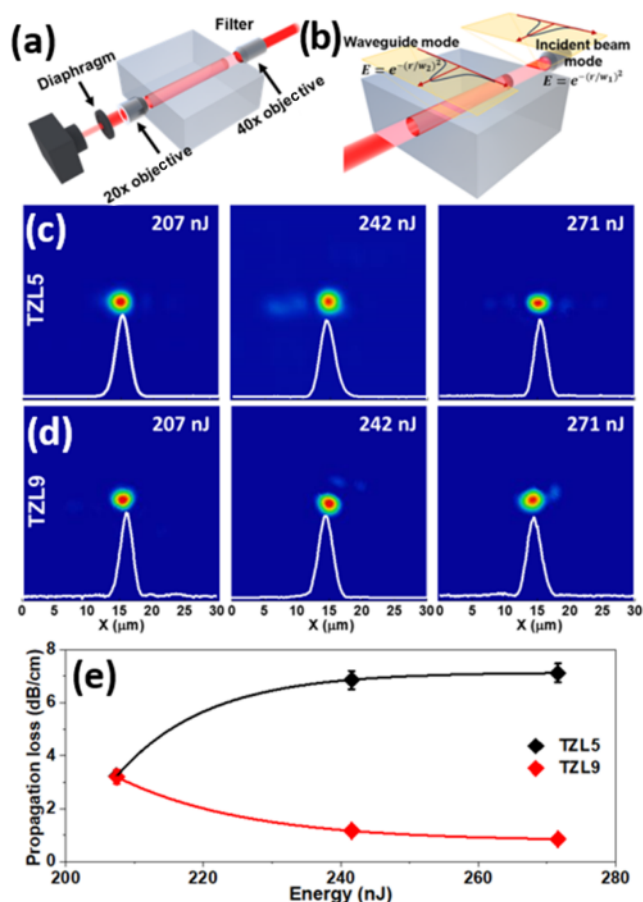 (a)
Filter
Diaphragm
20x objective
40x objective
(b)
Waveguide mode
E = e^{-(r/w₂)^2}
Incident beam
mode
E = e^{-(r/w₁)^2}
(c)
207 nJ
242 nJ
271 nJ
TZL5
(d)
207 nJ
242 nJ
271 nJ
TZL9
0 5 10 15 20 25 30 0 5 10 15 20 25 30 0 5 10 15 20 25 30
X (μm) X (μm) X (μm)
(e)
Propagation loss (dB/cm)
8
6
4
2
0
TZL5
TZL9
200 220 240 260 280
Energy (nJ)